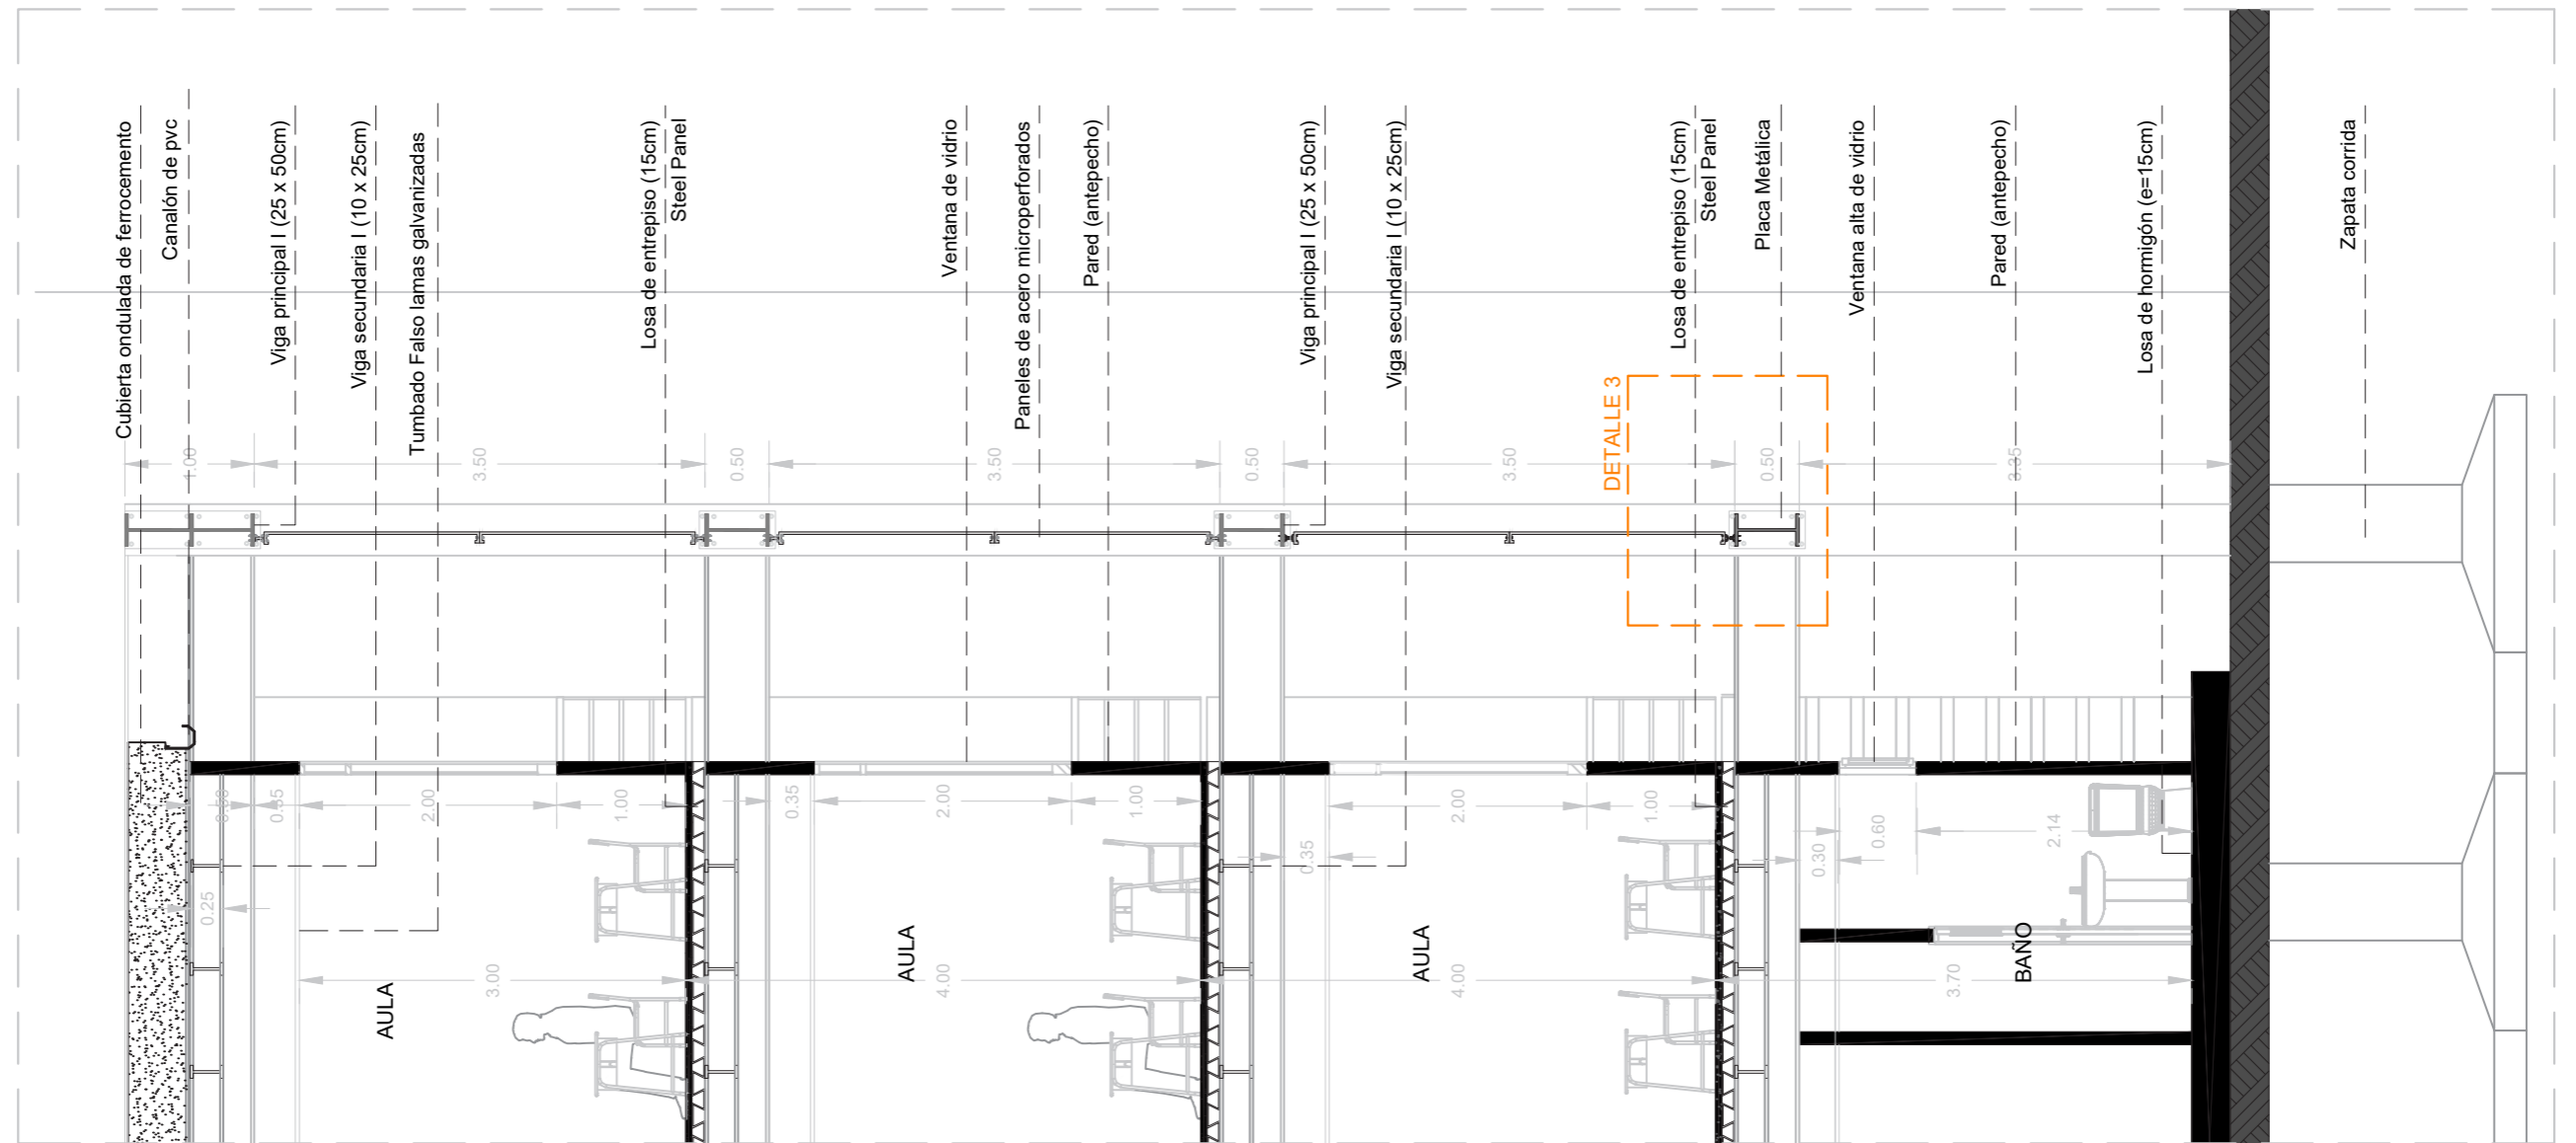 Cubierta ondulada de ferrocemento
Canalón de pvc
Viga principal I (25 x 50cm)
Viga secundaria I (10 x 25cm)
Tumbado Falso lamas galvanizadas
Losa de entrepiso (15cm)
Steel Panel
Ventana de vidrio
Paneles de acero microperforados
Pared (antepecho)
Viga principal I (25 x 50cm)
Viga secundaria I (10 x 25cm)
Losa de entrepiso (15cm)
Steel Panel
Placa Metálica
Ventana alta de vidrio
Pared (antepecho)
Losa de hormigón (e=15cm)
Zapata corrida
DETALLE 3
1.00
3.50
0.50
3.50
0.50
3.50
0.50
3.35
0.50
0.35
2.00
1.00
0.35
2.00
1.00
0.35
2.00
1.00
0.30
0.60
2.14
0.25
3.00
4.00
4.00
3.70
AULA
AULA
AULA
BAÑO